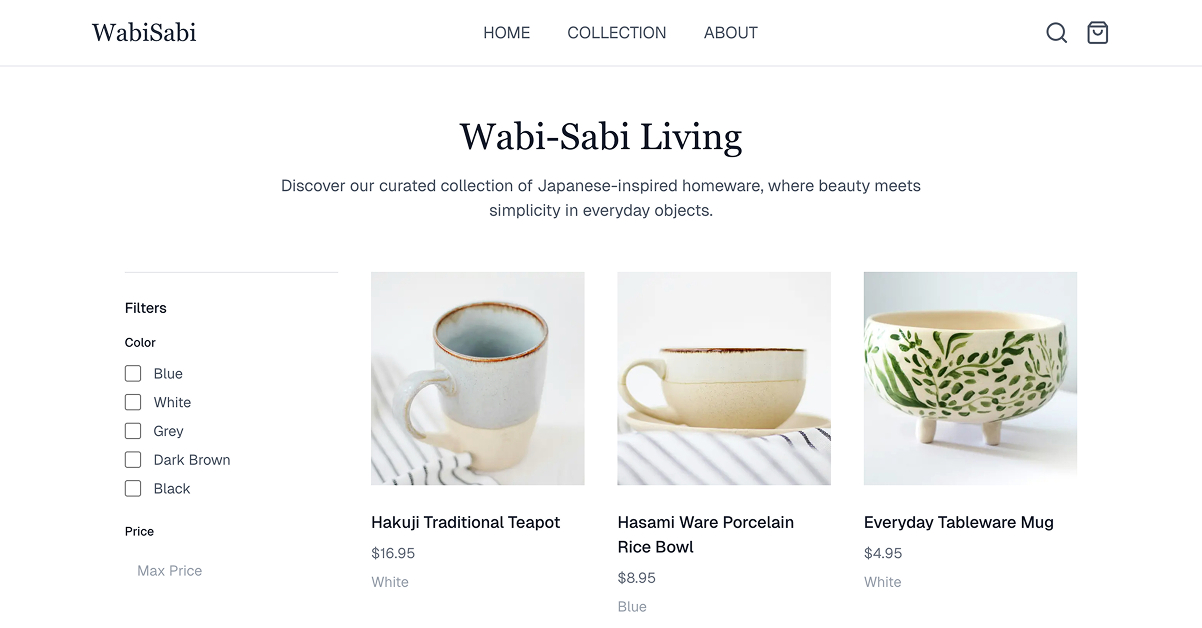 WabiSabi
HOME
COLLECTION
ABOUT
Wabi-Sabi Living
Discover our curated collection of Japanese-inspired homeware, where beauty meets
simplicity in everyday objects.
Filters
Color
Blue
White
Grey
Dark Brown
Black
Price
Max Price
Hakuji Traditional Teapot
$16.95
White
Hasami Ware Porcelain
Rice Bowl
$8.95
Blue
Everyday Tableware Mug
$4.95
White